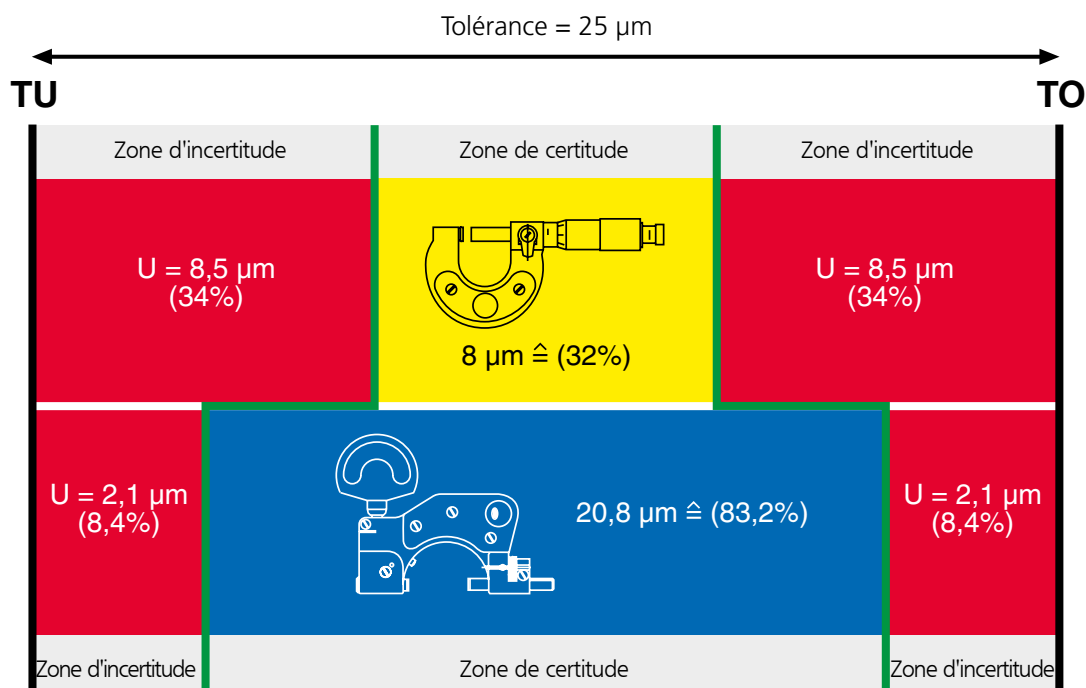 Tolérance = 25 µm
TU
TO
Zone d'incertitude
Zone de certitude
Zone d'incertitude
U = 8,5 µm
(34%)
8 µm ≙ (32%)
U = 8,5 µm
(34%)
U = 2,1 µm
(8,4%)
20,8 µm ≙ (83,2%)
U = 2,1 µm
(8,4%)
Zone d'incertitude
Zone de certitude
Zone d'incertitude